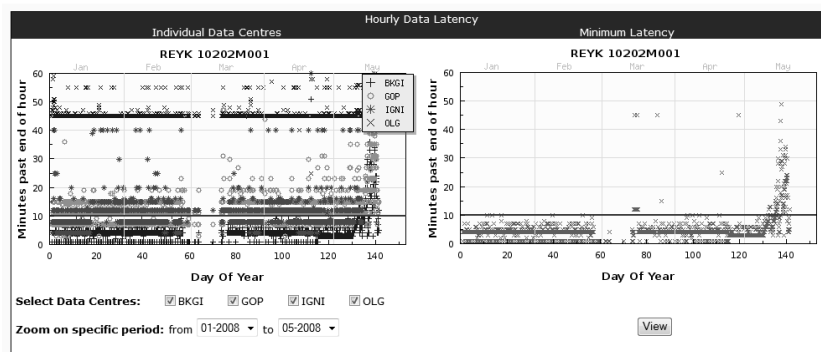 Hourly Data Latency
Individual Data Centres
Minimum Latency
REYK 10202M001
Jan Feb Mar Apr May
60
50
40
30
20
10
0
Minutes past end of hour
BKGI
GOP
IGNI
OLG
0 20 40 60 80 100 120 140
Day Of Year
REYK 10202M001
Jan Feb Mar Apr May
60
50
40
30
20
10
0
Minutes past end of hour
0 20 40 60 80 100 120 140
Day Of Year
Select Data Centres: BKGI GOP IGNI OLG
Zoom on specific period: from 01-2008 to 05-2008
View